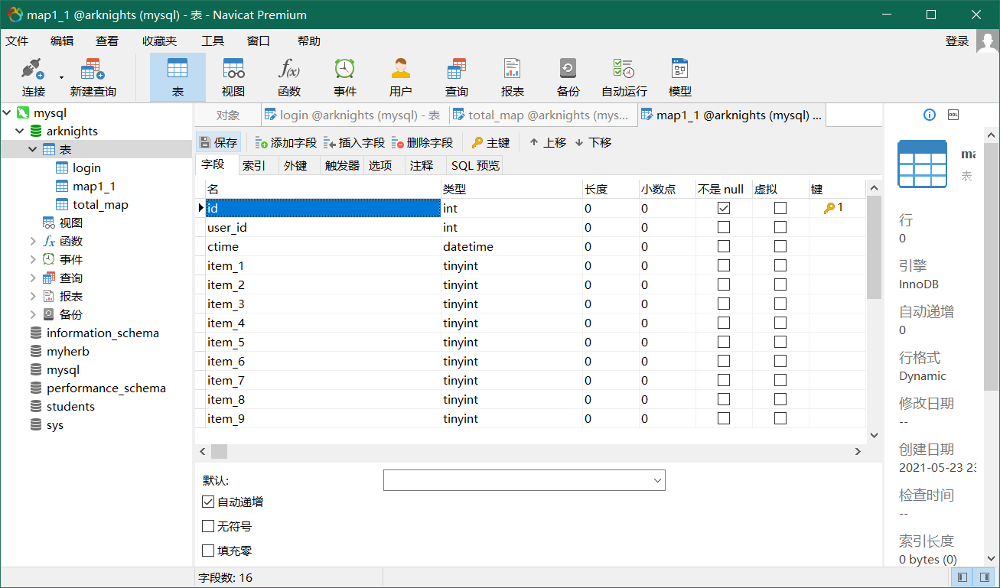 map1_1 @arknights (mysql) - 表 - Navicat Premium
文件 编辑 查看 收藏夹 工具 窗口 帮助 登录
连接 新建查询 表 视图 函数 事件 用户 查询 报表 备份 自动运行 模型
mysql
arknights
表
login
map1_1
total_map
视图
函数
事件
查询
报表
备份
information_schema
myherb
mysql
performance_schema
students
sys
对象 login @arknights (mysql) - 表 total_map @arknights (mys... map1_1 @arknights (mysql) ...
保存 添加字段 插入字段 删除字段 主键 上移 下移
字段 索引 外键 触发器 选项 注释 SQL 预览
名 类型 长度 小数点 不是 null 虚拟 键
id int 0 0 1
user_id int 0 0
ctime datetime 0 0
item_1 tinyint 0 0
item_2 tinyint 0 0
item_3 tinyint 0 0
item_4 tinyint 0 0
item_5 tinyint 0 0
item_6 tinyint 0 0
item_7 tinyint 0 0
item_8 tinyint 0 0
item_9 tinyint 0 0
默认:
自动递增
无符号
填充零
字段数: 16
DDL
表
行
0
引擎
InnoDB
自动递增
0
行格式
Dynamic
修改日期
--
创建日期
2021-05-23 23
检查时间
--
索引长度
0 bytes (0)